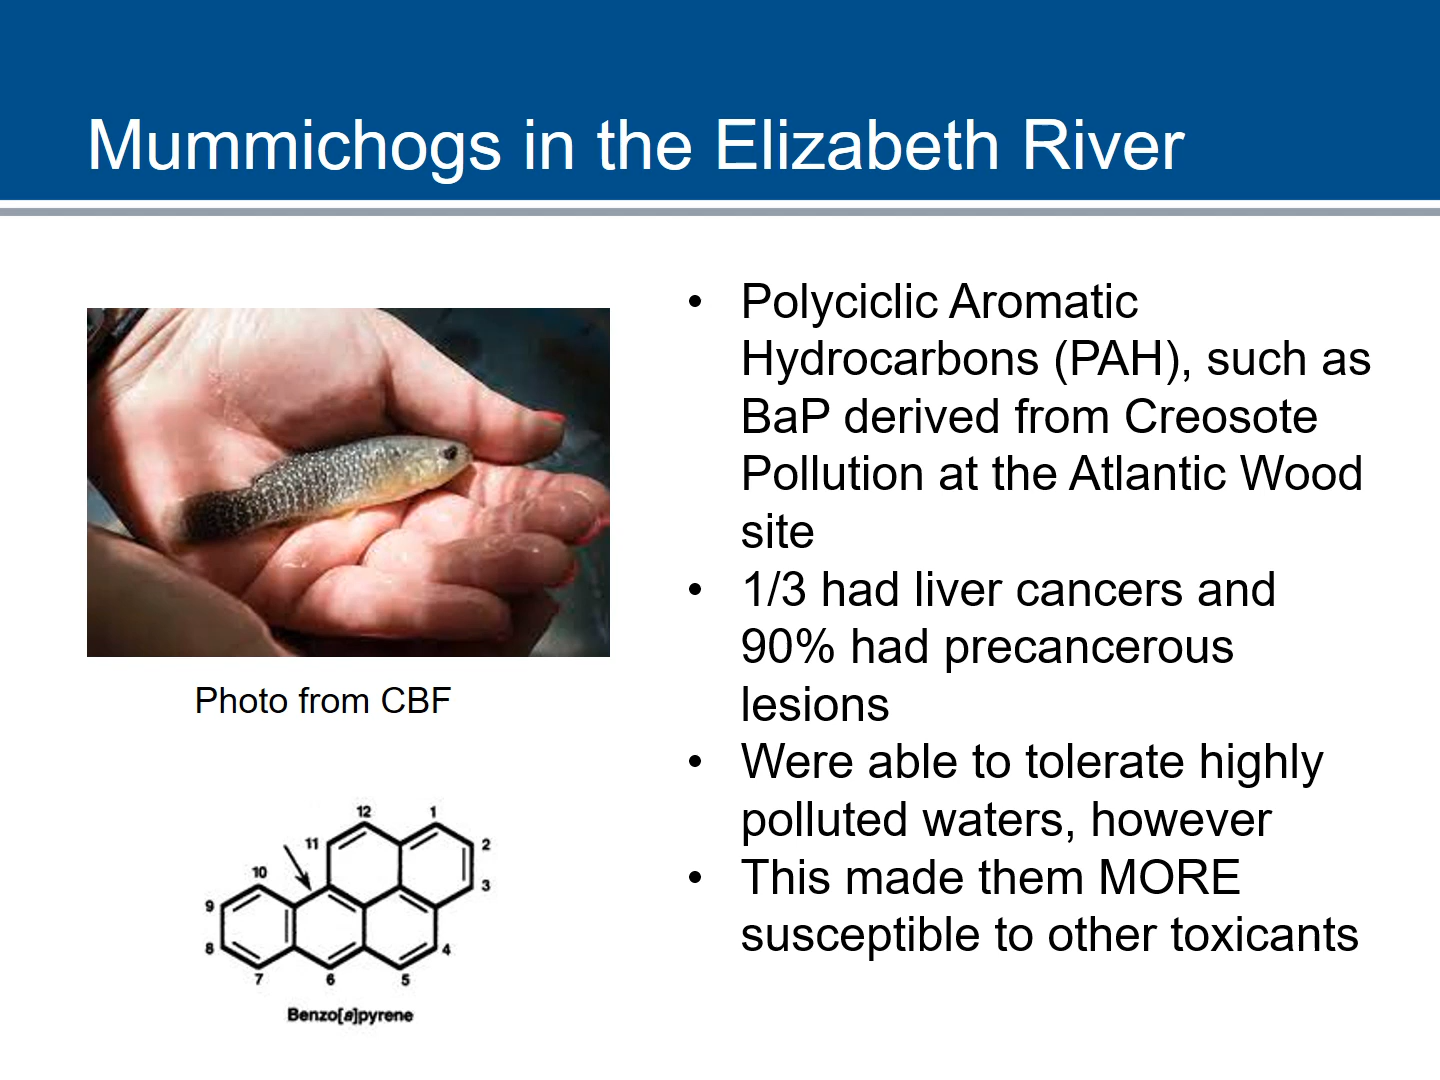 Mummichogs in the Elizabeth River
• Polyciclic Aromatic
Hydrocarbons (PAH), such as
BaP derived from Creosote
Pollution at the Atlantic Wood
site
• 1/3 had liver cancers and
90% had precancerous
lesions
• Were able to tolerate highly
polluted waters, however
• This made them MORE
susceptible to other toxicants
Photo from CBF
12 1
11 2
10 3
9
8 4
7 6 5
Benzo[a]pyrene